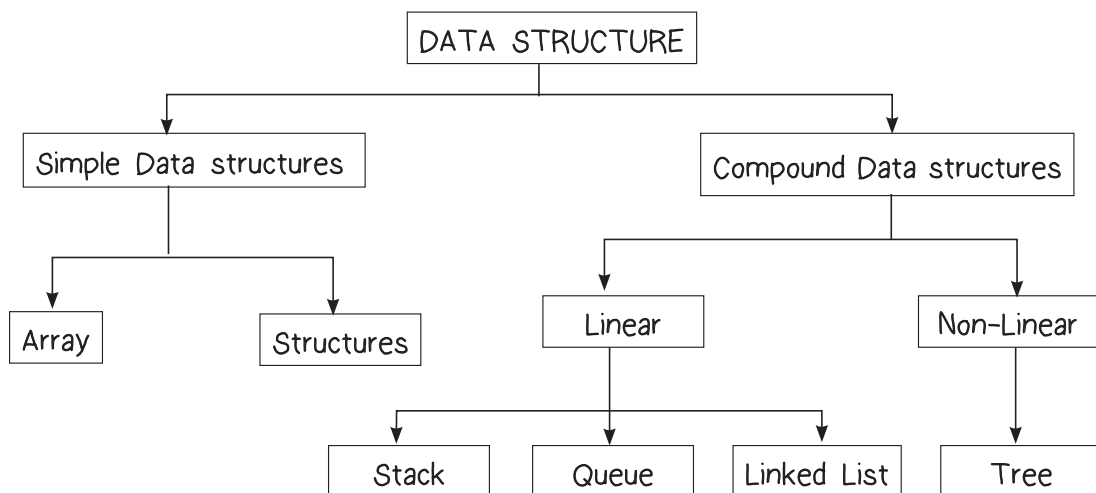 DATA STRUCTURE
Simple Data structures
Compound Data structures
Array
Structures
Linear
Non-Linear
Stack
Queue
Linked List
Tree